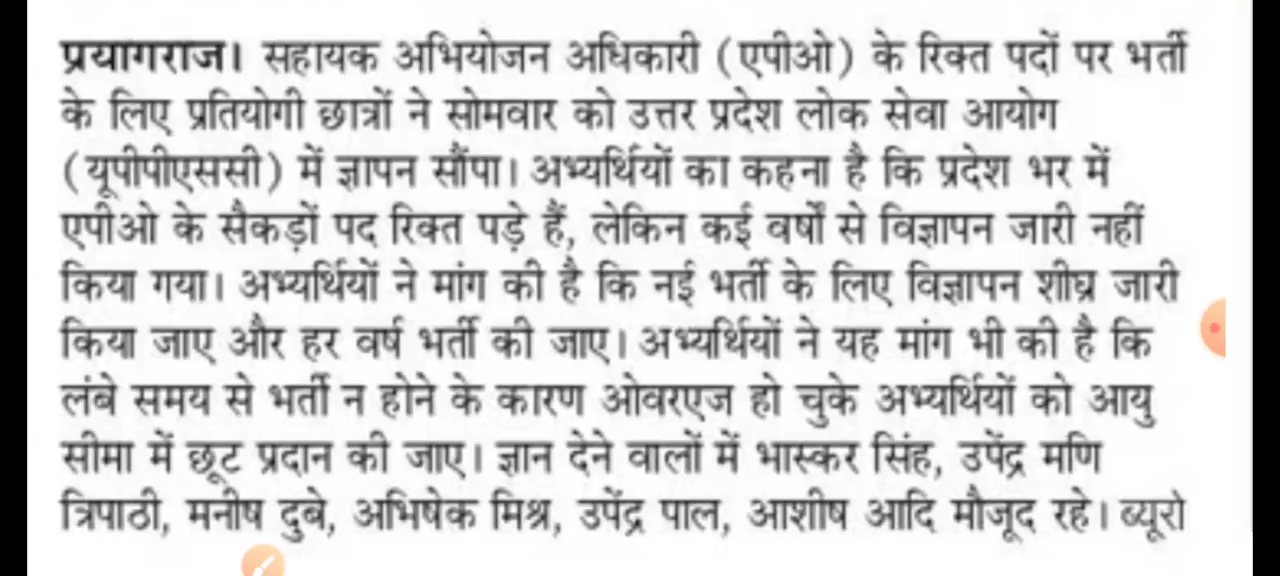 प्रयागराज। सहायक अभियोजन अधिकारी (एपीओ) के रिक्त पदों पर भर्ती
के लिए प्रतियोगी छात्रों ने सोमवार को उत्तर प्रदेश लोक सेवा आयोग
(यूपीपीएससी) में ज्ञापन सौंपा। अभ्यर्थियों का कहना है कि प्रदेश भर में
एपीओ के सैकड़ों पद रिक्त पड़े हैं, लेकिन कई वर्षों से विज्ञापन जारी नहीं
किया गया। अभ्यर्थियों ने मांग की है कि नई भर्ती के लिए विज्ञापन शीघ्र जारी
किया जाए और हर वर्ष भर्ती की जाए। अभ्यर्थियों ने यह मांग भी की है कि
लंबे समय से भर्ती न होने के कारण ओवरएज हो चुके अभ्यर्थियों को आयु
सीमा में छूट प्रदान की जाए। ज्ञान देने वालों में भास्कर सिंह, उपेंद्र मणि
त्रिपाठी, मनीष दुबे, अभिषेक मिश्र, उपेंद्र पाल, आशीष आदि मौजूद रहे। ब्यूरो